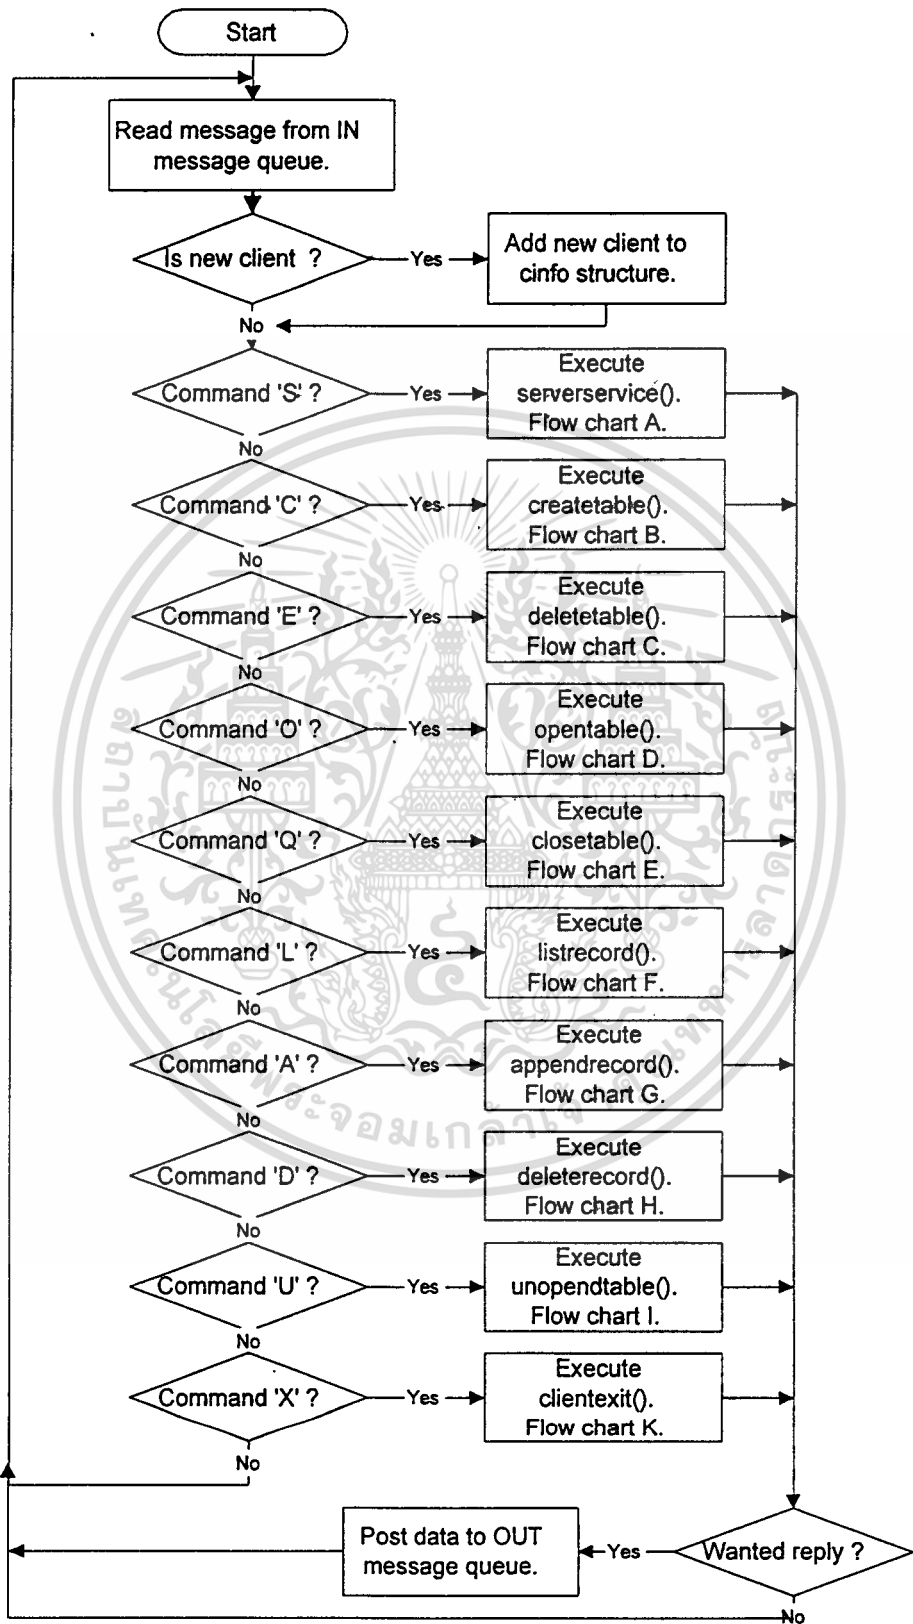 Start
Read message from IN
message queue.
Is new client ?
Yes
Add new client to
cinfo structure.
No
Command 'S' ?
Yes
Execute
serverservice().
Flow chart A.
No
Command 'C' ?
Yes
Execute
createtable().
Flow chart B.
No
Command 'E' ?
Yes
Execute
deletetable().
Flow chart C.
No
Command 'O' ?
Yes
Execute
opentable().
Flow chart D.
No
Command 'Q' ?
Yes
Execute
closetable().
Flow chart E.
No
Command 'L' ?
Yes
Execute
listrecord().
Flow chart F.
No
Command 'A' ?
Yes
Execute
appendrecord().
Flow chart G.
No
Command 'D' ?
Yes
Execute
deleterecord().
Flow chart H.
No
Command 'U' ?
Yes
Execute
unopendtable().
Flow chart I.
No
Command 'X' ?
Yes
Execute
clientexit().
Flow chart K.
No
Post data to OUT
message queue.
Yes
Wanted reply ?
No